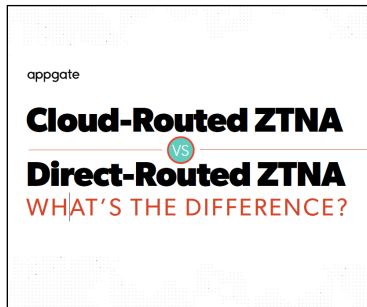 appgate
Cloud-Routed ZTNA
VS
Direct-Routed ZTNA
WHAT'S THE DIFFERENCE?